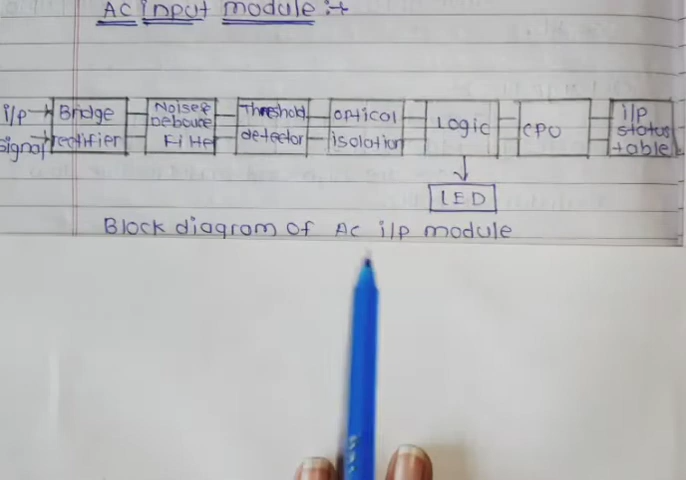 AC Input module:-
i/p signal
Bridge rectifier
Noise & Deboure Filter
Threshold detector
optical isolation
Logic
CPU
i/p status table
LED
Block diagram of AC i/p module